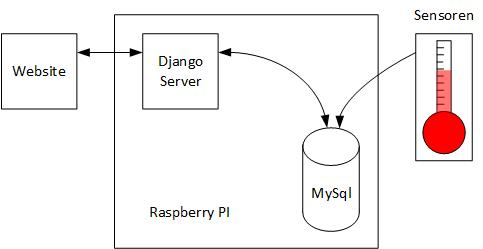 Sensoren
Website
Django
Server
MySql
Raspberry PI